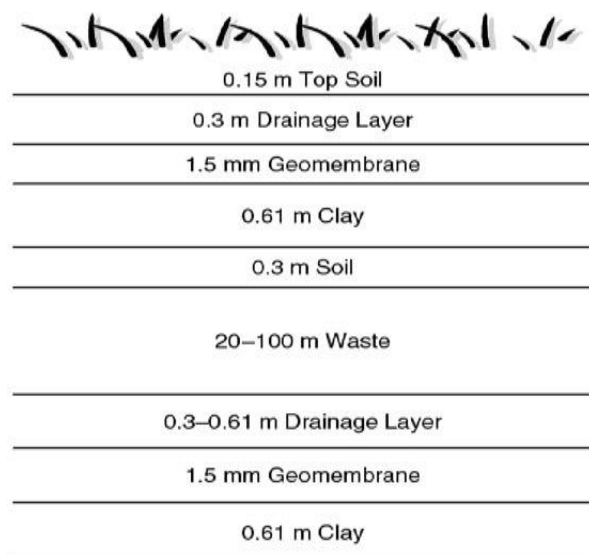 0.15 m Top Soil
0.3 m Drainage Layer
1.5 mm Geomembrane
0.61 m Clay
0.3 m Soil
20–100 m Waste
0.3–0.61 m Drainage Layer
1.5 mm Geomembrane
0.61 m Clay